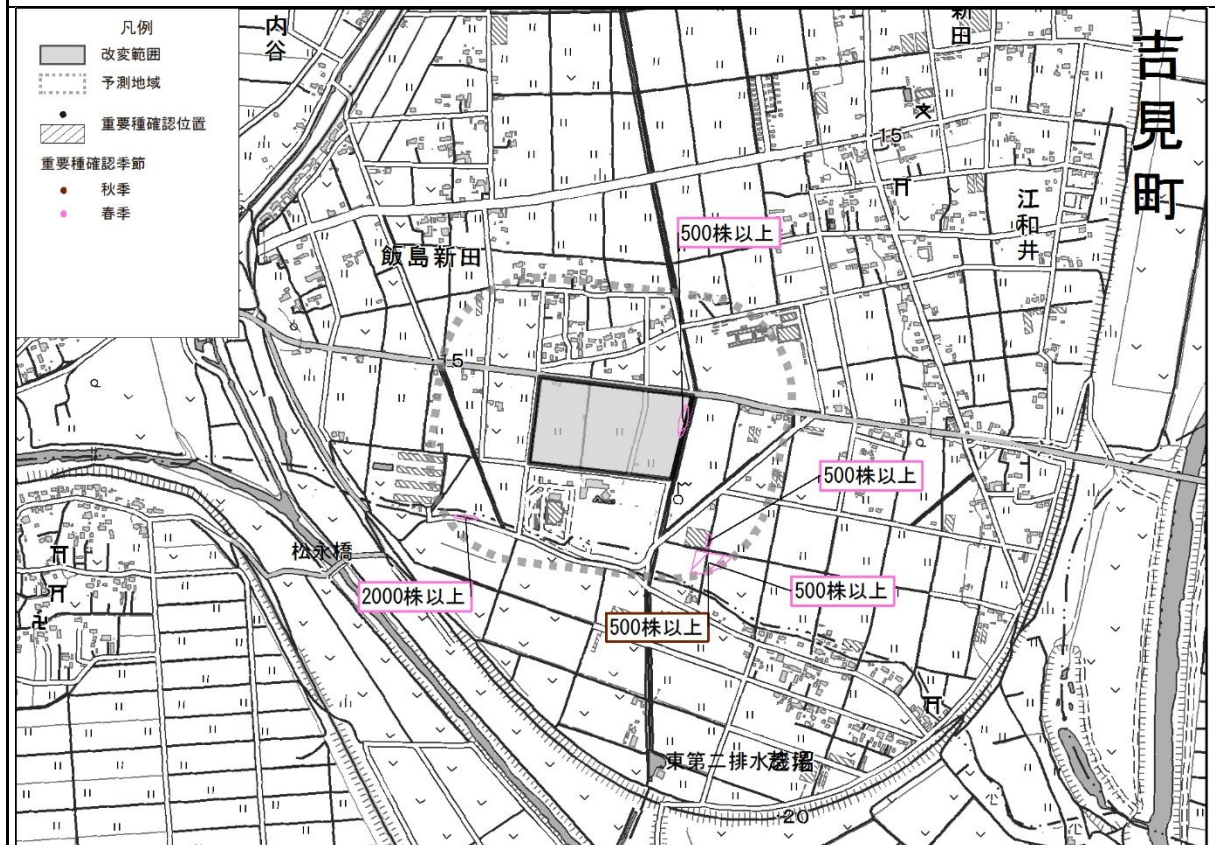 凡例
改変範囲
予測地域
重要種確認位置
重要種確認季節
秋季
春季
内谷
新田
吉見町
15
江和井
500株以上
飯島新田
15
500株以上
松永橋
2000株以上
500株以上
500株以上
東第二排水
20